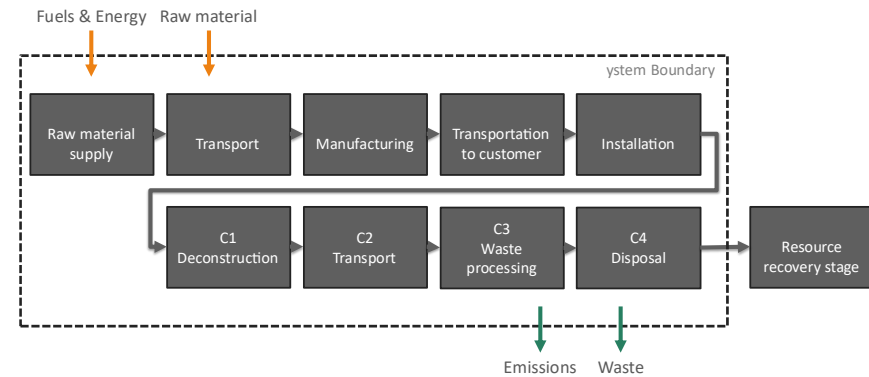 Fuels & Energy
Raw material
ystem Boundary
Raw material
supply
Transport
Manufacturing
Transportation
to customer
Installation
C1
Deconstruction
C2
Transport
C3
Waste
processing
C4
Disposal
Resource
recovery stage
Emissions
Waste